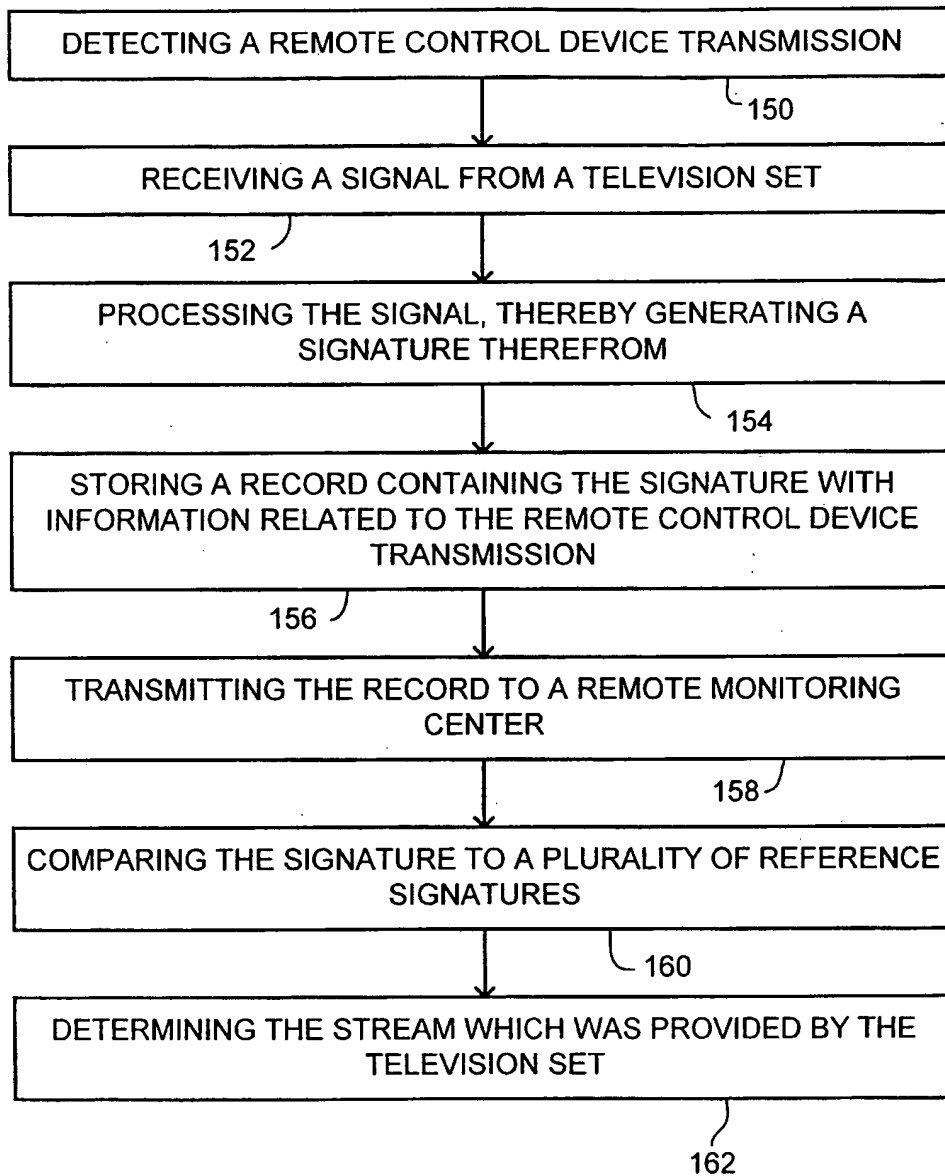 DETECTING A REMOTE CONTROL DEVICE TRANSMISSION
150
RECEIVING A SIGNAL FROM A TELEVISION SET
152
PROCESSING THE SIGNAL, THEREBY GENERATING A
SIGNATURE THEREFROM
154
STORING A RECORD CONTAINING THE SIGNATURE WITH
INFORMATION RELATED TO THE REMOTE CONTROL DEVICE
TRANSMISSION
156
TRANSMITTING THE RECORD TO A REMOTE MONITORING
CENTER
158
COMPARING THE SIGNATURE TO A PLURALITY OF REFERENCE
SIGNATURES
160
DETERMINING THE STREAM WHICH WAS PROVIDED BY THE
TELEVISION SET
162